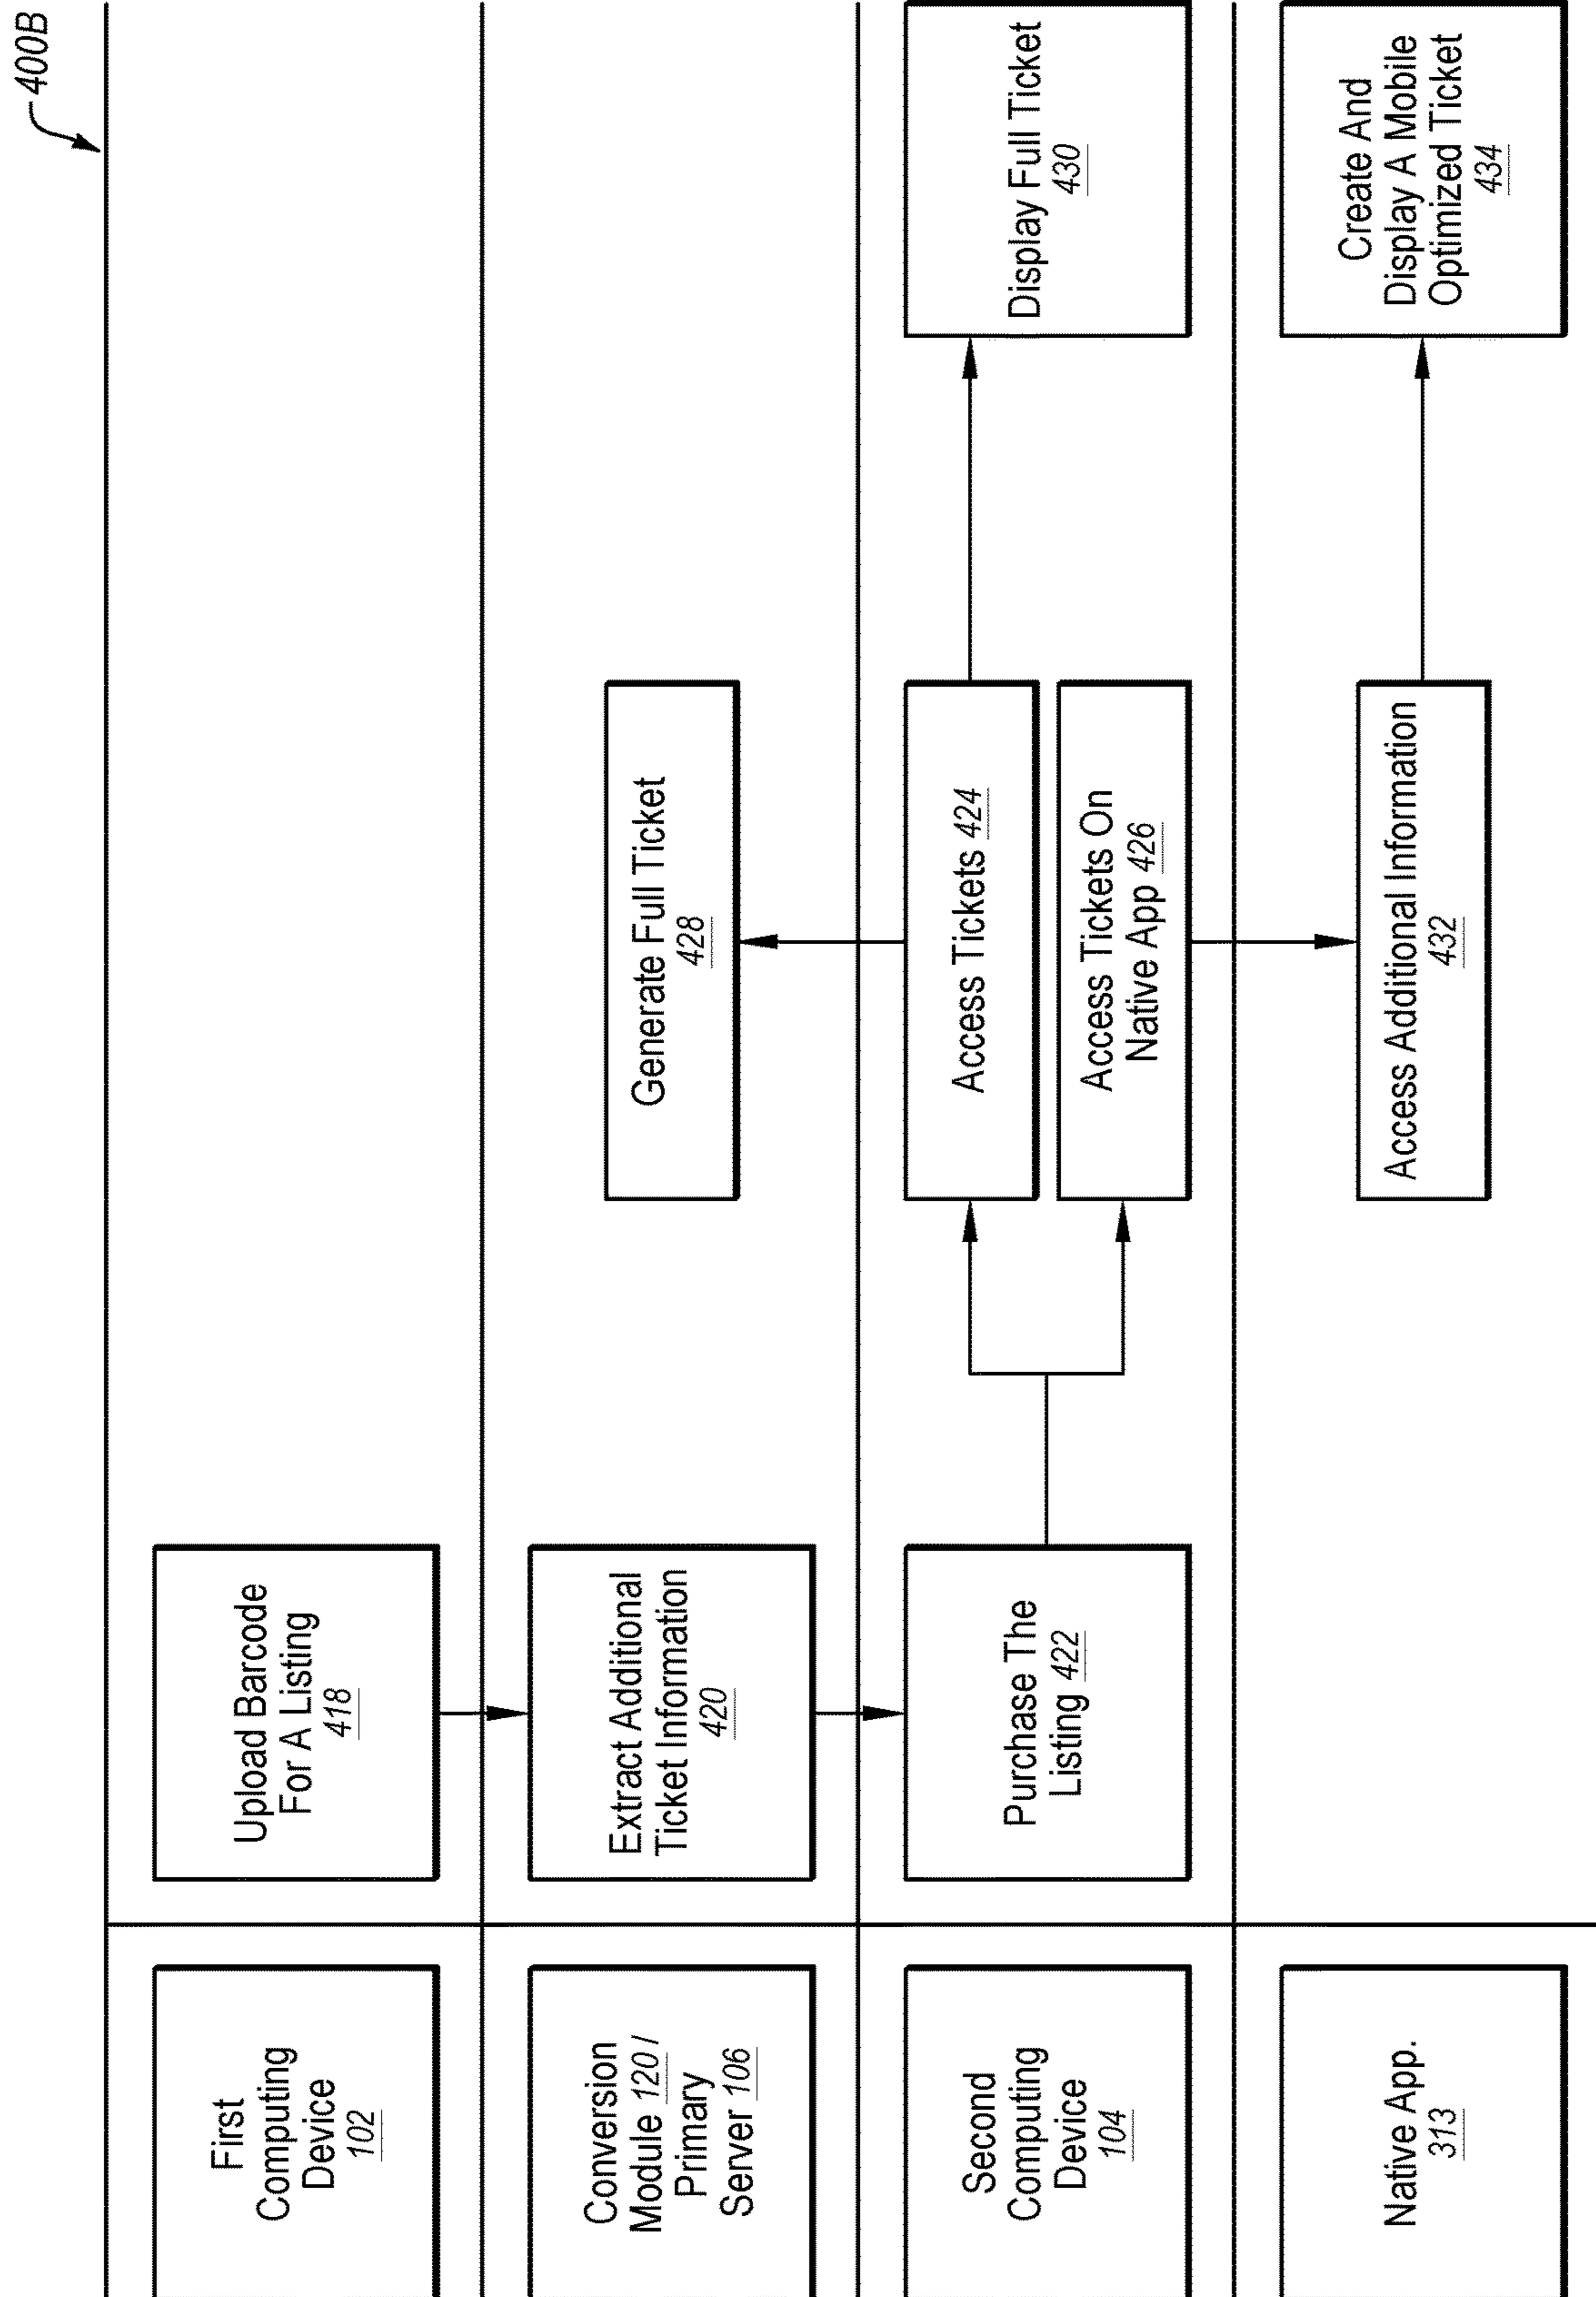 400B
First
Computing
Device
102
Upload Barcode
For A Listing
418
Conversion
Module 120 /
Primary
Server 106
Extract Additional
Ticket Information
420
Generate Full Ticket
428
Second
Computing
Device
104
Purchase The
Listing 422
Access Tickets 424
Access Tickets On
Native App 426
Display Full Ticket
430
Native App.
313
Access Additional Information
432
Create And
Display A Mobile
Optimized Ticket
434